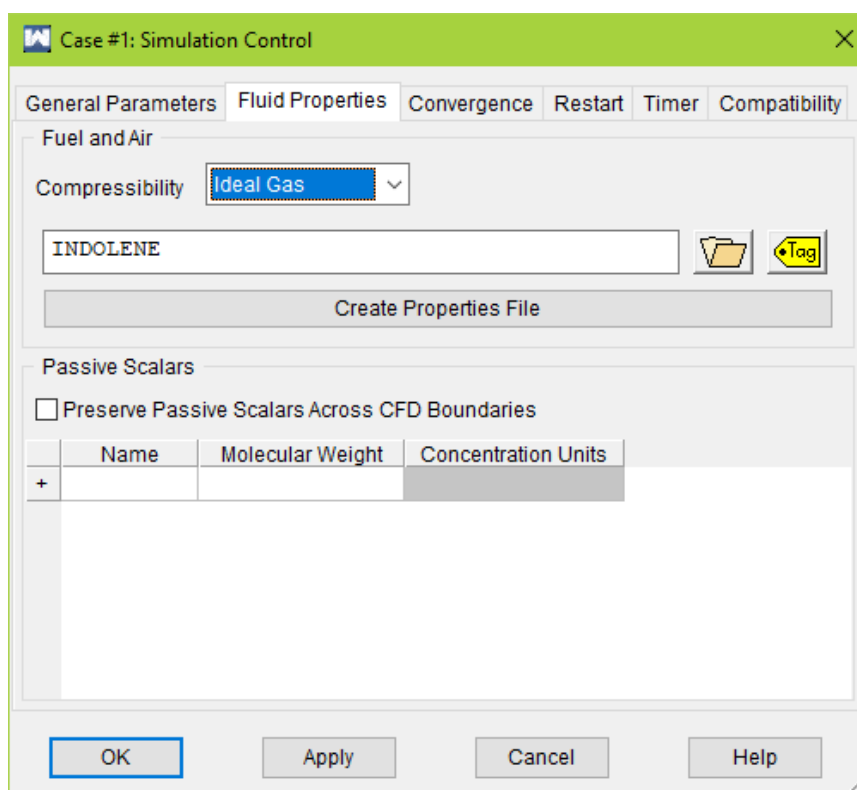 Case #1: Simulation Control
General Parameters Fluid Properties Convergence Restart Timer Compatibility
Fuel and Air
Compressibility Ideal Gas
INDOLENE Tag
Create Properties File
Passive Scalars
Preserve Passive Scalars Across CFD Boundaries
Name Molecular Weight Concentration Units
+
OK Apply Cancel Help